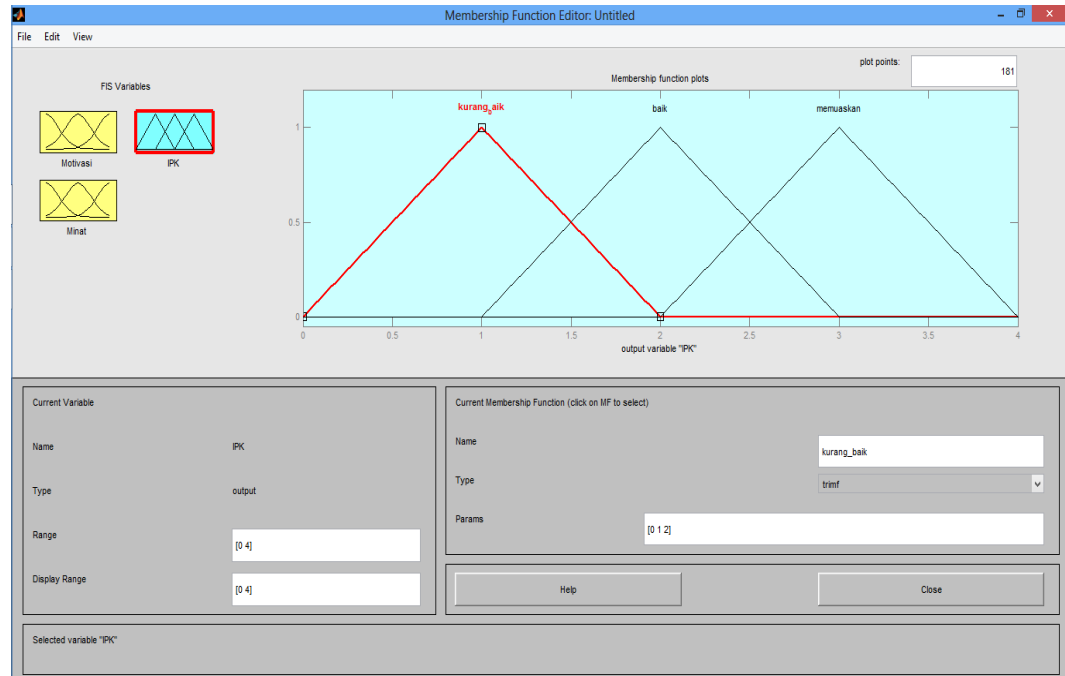 Membership Function Editor: Untitled
File Edit View
FIS Variables
Motivasi
IPK
Minat
plot points:
181
Membership function plots
kurang_baik
baik
memuaskan
1
0.5
0
0 0.5 1 1.5 2 2.5 3 3.5 4
output variable "IPK"
Current Variable
Name IPK
Type output
Range [0 4]
Display Range [0 4]
Current Membership Function (click on MF to select)
Name kurang_baik
Type trimf
Params [0 1 2]
Help Close
Selected variable "IPK"